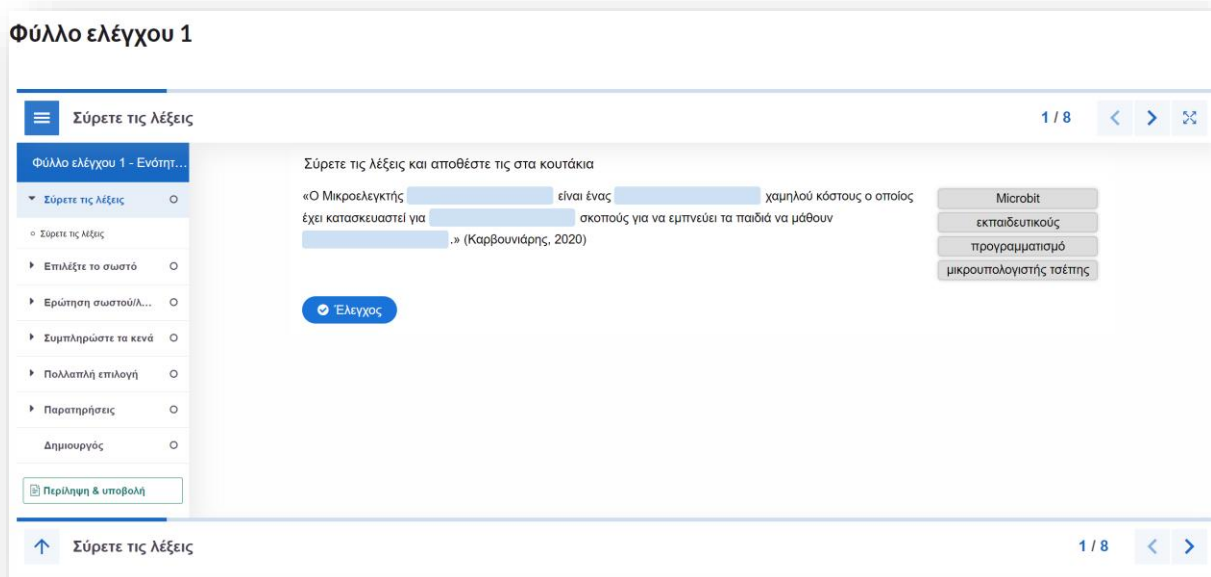 Φύλλο ελέγχου 1
Σύρετε τις λέξεις
1 / 8
Φύλλο ελέγχου 1 - Ενότητ...
Σύρετε τις λέξεις
Σύρετε τις λέξεις
Επιλέξτε το σωστό
Ερώτηση σωστού/λ...
Συμπληρώστε τα κενά
Πολλαπλή επιλογή
Παρατηρήσεις
Δημιουργός
Περίληψη & υποβολή
Σύρετε τις λέξεις και αποθέστε τις στα κουτάκια
«Ο Μικροελεγκτής είναι ένας χαμηλού κόστους ο οποίος
έχει κατασκευαστεί για σκοπούς για να εμπνεύει τα παιδιά να μάθουν
.» (Καρβουνιάρης, 2020)
Microbit
εκπαιδευτικούς
προγραμματισμό
μικρουπολογιστής τσέπης
Έλεγχος
Σύρετε τις λέξεις
1 / 8